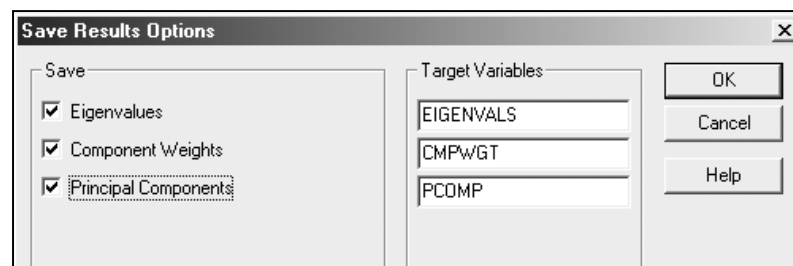 Save Results Options
Save
Target Variables
OK
Eigenvalues
EIGENVALS
Cancel
Component Weights
CMPWGT
Principal Components
PCOMP
Help